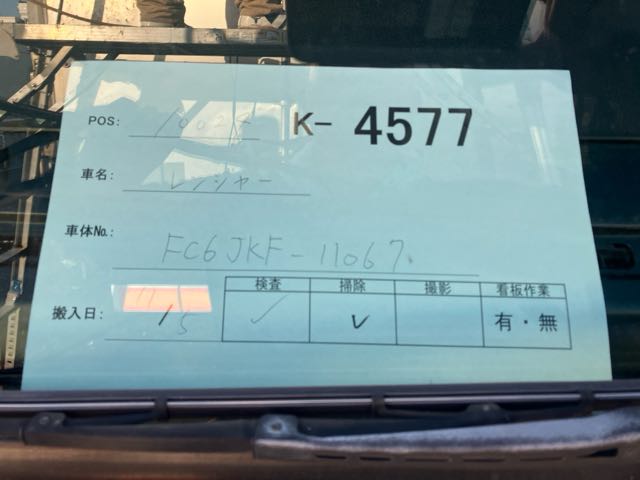 POS: 10025 K- 4577
車名: レンジャー
車体No.: FC6JKF-11067
検査 掃除 撮影 看板作業
搬入日: ✓ ✓ 有・無